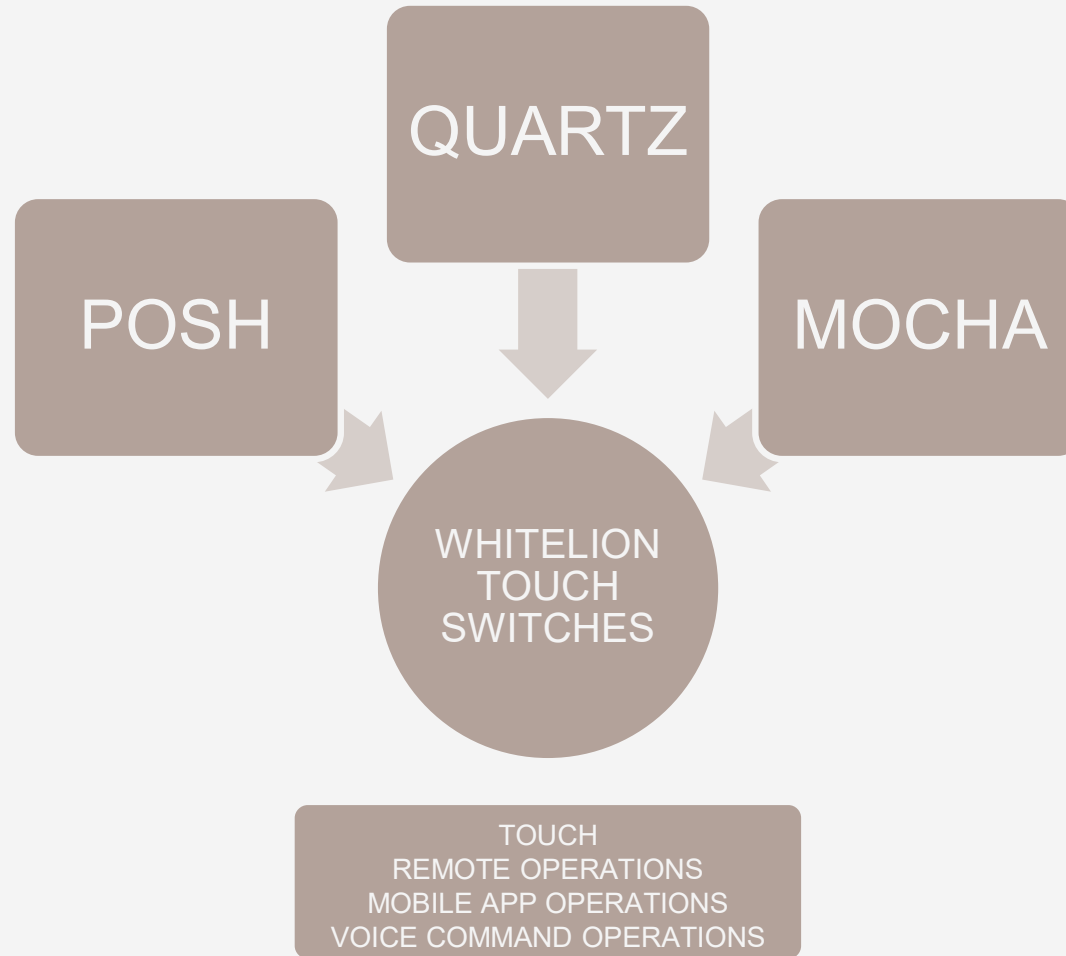 QUARTZ
POSH
MOCHA
WHITELION
TOUCH
SWITCHES
TOUCH
REMOTE OPERATIONS
MOBILE APP OPERATIONS
VOICE COMMAND OPERATIONS